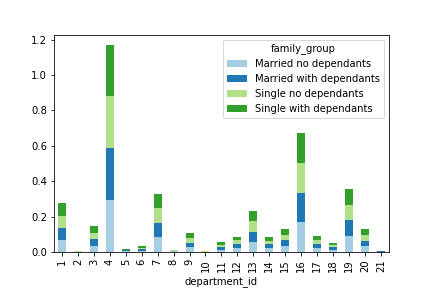 1.2
1.0
0.8
0.6
0.4
0.2
0.0
family_group
Married no dependants
Married with dependants
Single no dependants
Single with dependants
1 2 3 4 5 6 7 8 9 10 11 12 13 14 15 16 17 18 19 20 21
department_id